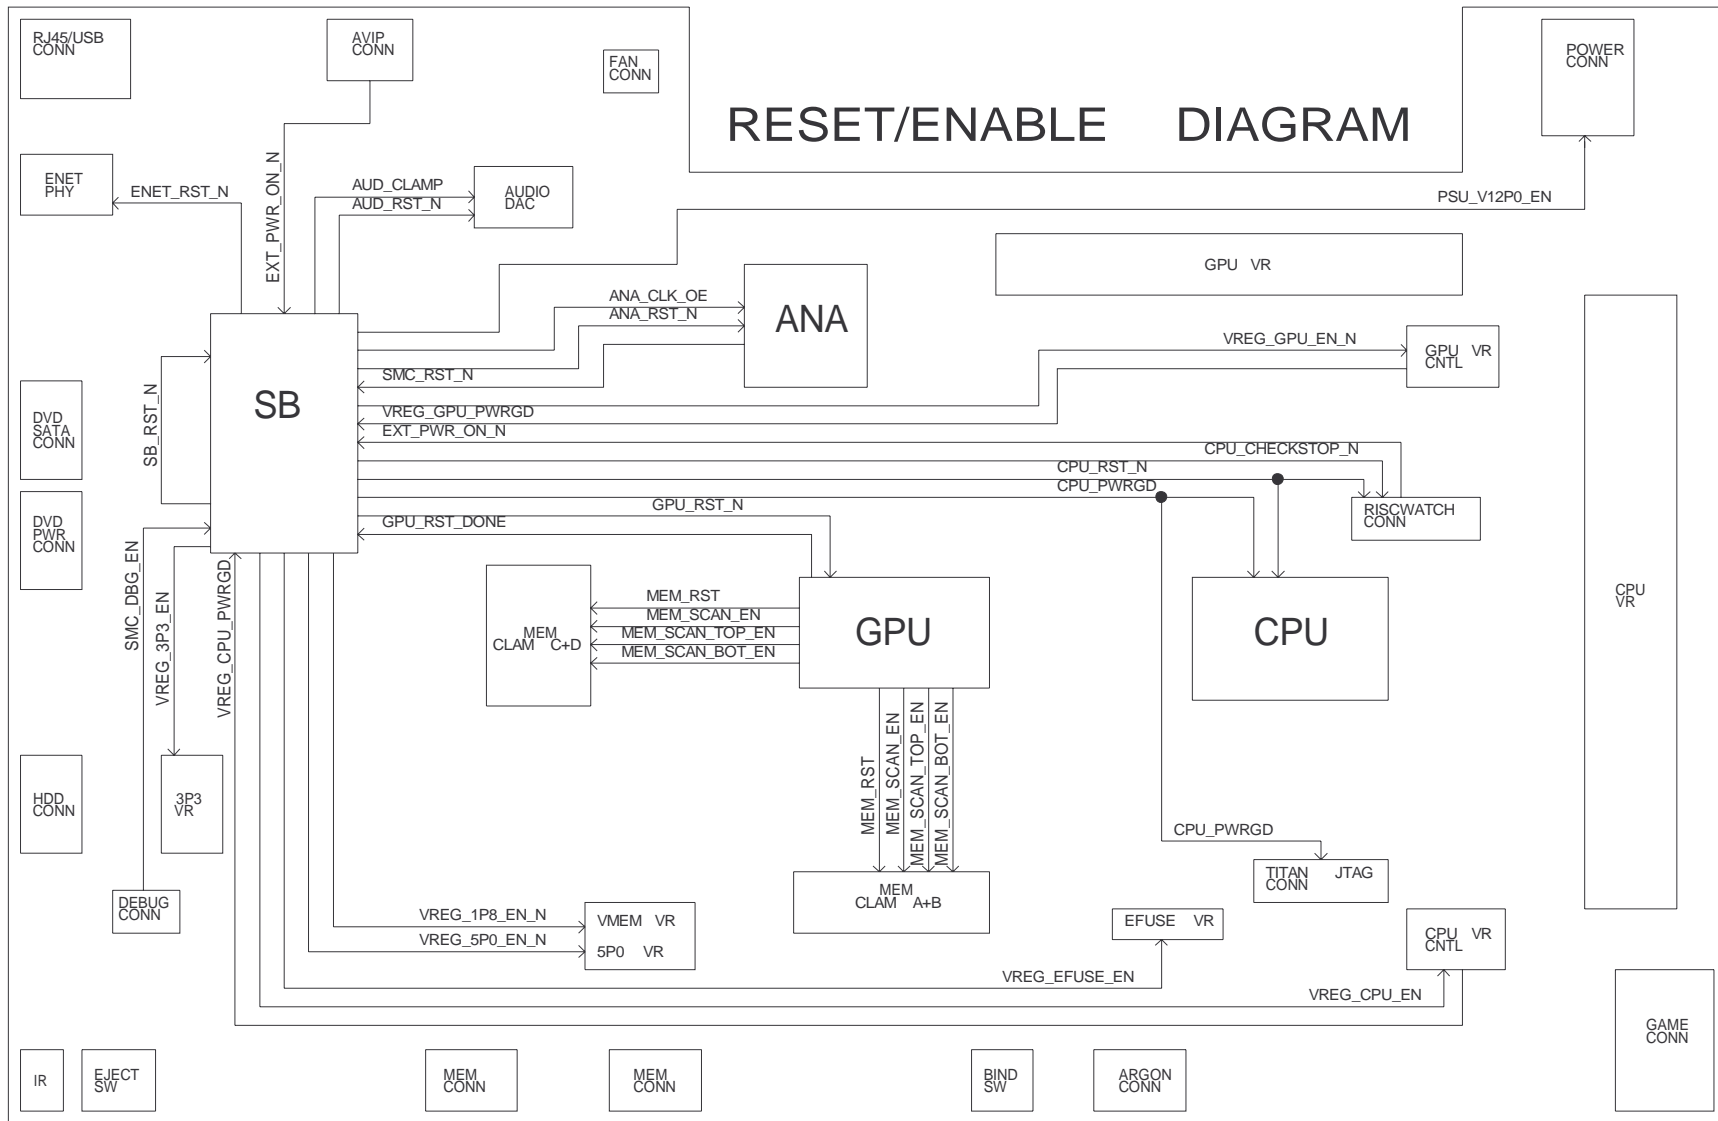 RJ45/USB
CONN
AVIP
CONN
FAN
CONN
POWER
CONN
RESET/ENABLE DIAGRAM
ENET
PHY
ENET_RST_N
EXT_PWR_ON_N
AUD_CLAMP
AUD_RST_N
AUDIO
DAC
PSU_V12P0_EN
GPU VR
ANA_CLK_OE
ANA_RST_N
ANA
SMC_RST_N
VREG_GPU_EN_N
GPU VR
CNTL
SB
SB_RST_N
DVD
SATA
CONN
VREG_GPU_PWRGD
EXT_PWR_ON_N
CPU_CHECKSTOP_N
CPU_RST_N
CPU_PWRGD
GPU_RST_N
GPU_RST_DONE
RISCWATCH
CONN
DVD
PWR
CONN
SMC_DBG_EN
VREG_3P3_EN
VREG_CPU_PWRGD
MEM
CLAM C+D
MEM_RST
MEM_SCAN_EN
MEM_SCAN_TOP_EN
MEM_SCAN_BOT_EN
GPU
CPU
CPU
VR
MEM_RST
MEM_SCAN_EN
MEM_SCAN_TOP_EN
MEM_SCAN_BOT_EN
HDD
CONN
3P3
VR
CPU_PWRGD
TITAN JTAG
CONN
DEBUG
CONN
MEM
CLAM A+B
VREG_1P8_EN_N
VREG_5P0_EN_N
VMEM VR
5P0 VR
EFUSE VR
CPU VR
CNTL
VREG_EFUSE_EN
VREG_CPU_EN
GAME
CONN
IR
EJECT
SW
MEM
CONN
MEM
CONN
BIND
SW
ARGON
CONN